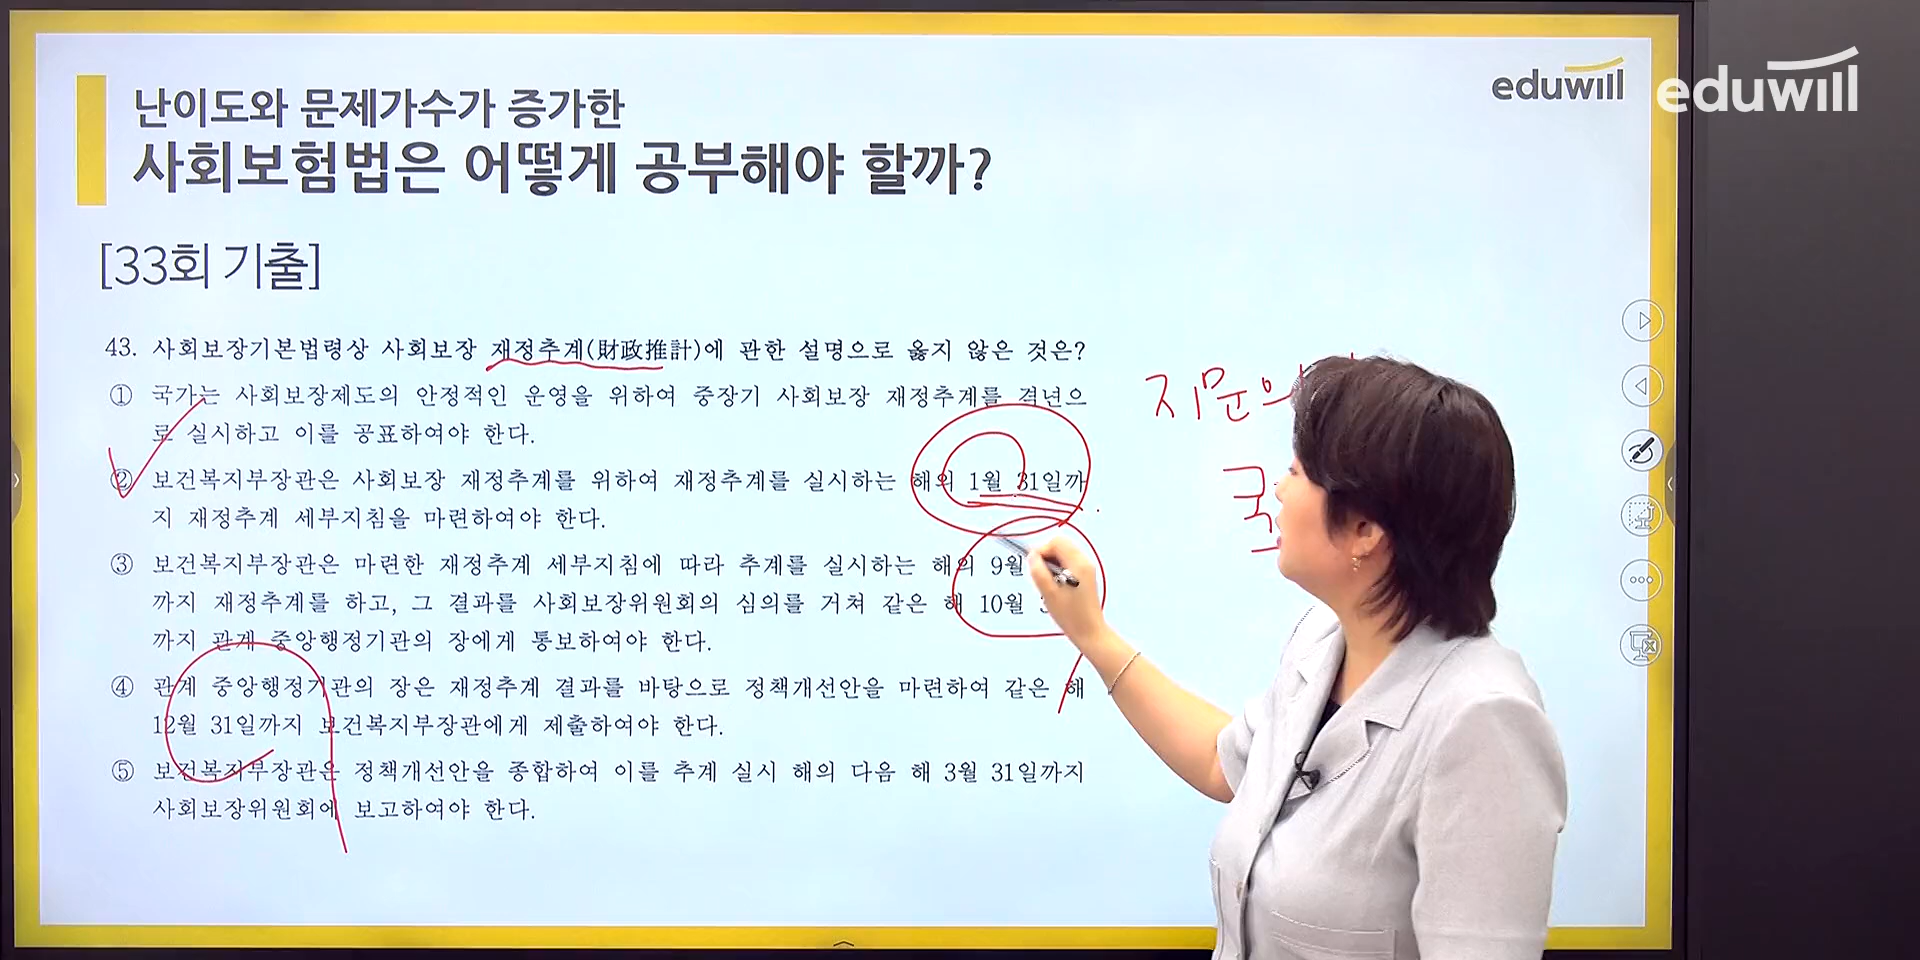 eduwill
eduwill
난이도와 문제가수가 증가한
사회보험법은 어떻게 공부해야 할까?
[33회 기출]
43. 사회보장기본법령상 사회보장 재정추계(財政推計)에 관한 설명으로 옳지 않은 것은?
① 국가는 사회보장제도의 안정적인 운영을 위하여 중장기 사회보장 재정추계를 격년으
로 실시하고 이를 공표하여야 한다.
② 보건복지부장관은 사회보장 재정추계를 위하여 재정추계를 실시하는 해의 1월 31일까
지 재정추계 세부지침을 마련하여야 한다.
③ 보건복지부장관은 마련한 재정추계 세부지침에 따라 추계를 실시하는 해의 9월
까지 재정추계를 하고, 그 결과를 사회보장위원회의 심의를 거쳐 같은 해 10월
까지 관계 중앙행정기관의 장에게 통보하여야 한다.
④ 관계 중앙행정기관의 장은 재정추계 결과를 바탕으로 정책개선안을 마련하여 같은 해
12월 31일까지 보건복지부장관에게 제출하여야 한다.
⑤ 보건복지부장관은 정책개선안을 종합하여 이를 추계 실시 해의 다음 해 3월 31일까지
사회보장위원회에 보고하여야 한다.
지문의
국